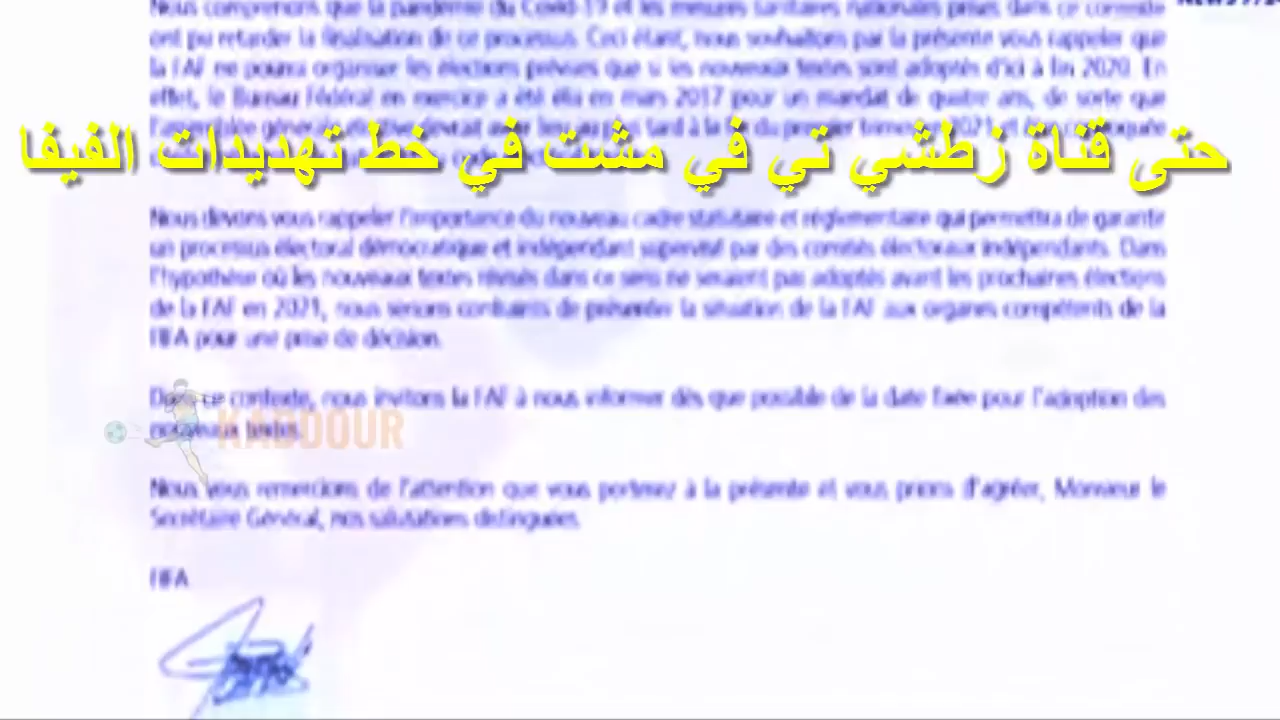 Nous comprenons que la pandémie du Covid-19 et les mesures sanitaires nationales prises dans ce contexte
ont pu retarder la finalisation de ce processus. Ceci étant, nous souhaitons par la présente vous rappeler que
la FAF ne pourra organiser les élections prévues que si les nouveaux textes sont adoptés d'ici à fin 2020. En
effet, le Bureau Fédéral en exercice a été élu en mars 2017 pour un mandat de quatre ans, de sorte que
حتى قناة زطشي تي في مشت في خط تهديدات الفيفا
Nous devons vous rappeler l'importance du nouveau cadre statutaire et réglementaire qui permettra de garantir
un processus électoral démocratique et indépendant supervisé par des comités électoraux indépendants. Dans
l'hypothèse où les nouveaux textes révisés dans ce sens ne seraient pas adoptés avant les prochaines élections
de la FAF en 2021, nous serions contraints de présenter la situation de la FAF aux organes compétents de la
FIFA pour une prise de décision.
Dans ce contexte, nous invitons la FAF à nous informer dès que possible de la date fixée pour l'adoption des
nouveaux textes.
KADDOUR
Nous vous remercions de l'attention que vous porterez à la présente et vous prions d'agréer, Monsieur le
Secrétaire Général, nos salutations distinguées.
FIFA